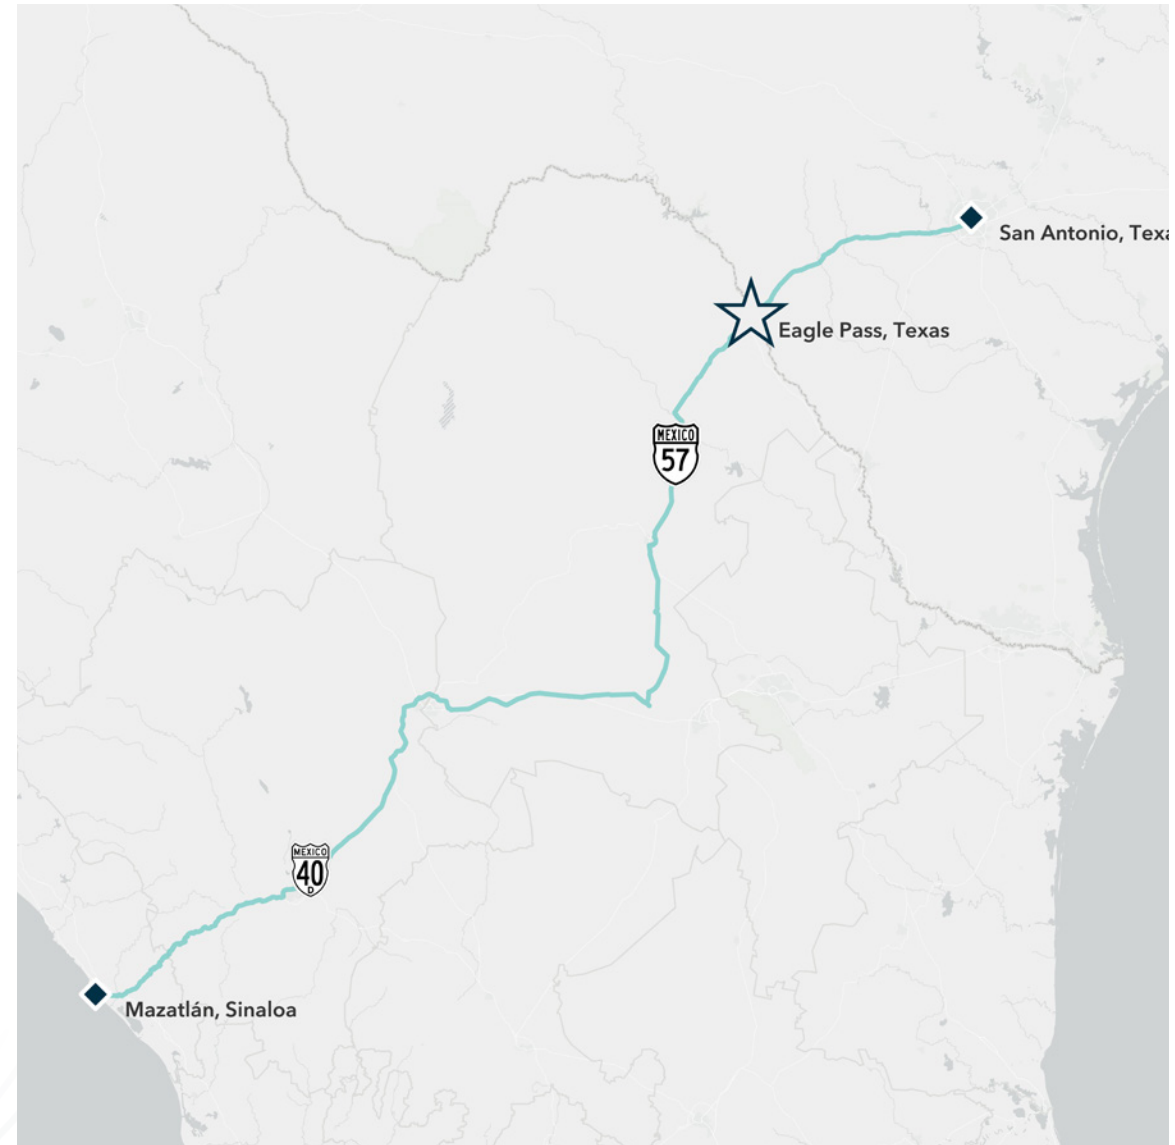 San Antonio, Texa
Eagle Pass, Texas
MEXICO
57
MEXICO
40
D
Mazatlán, Sinaloa